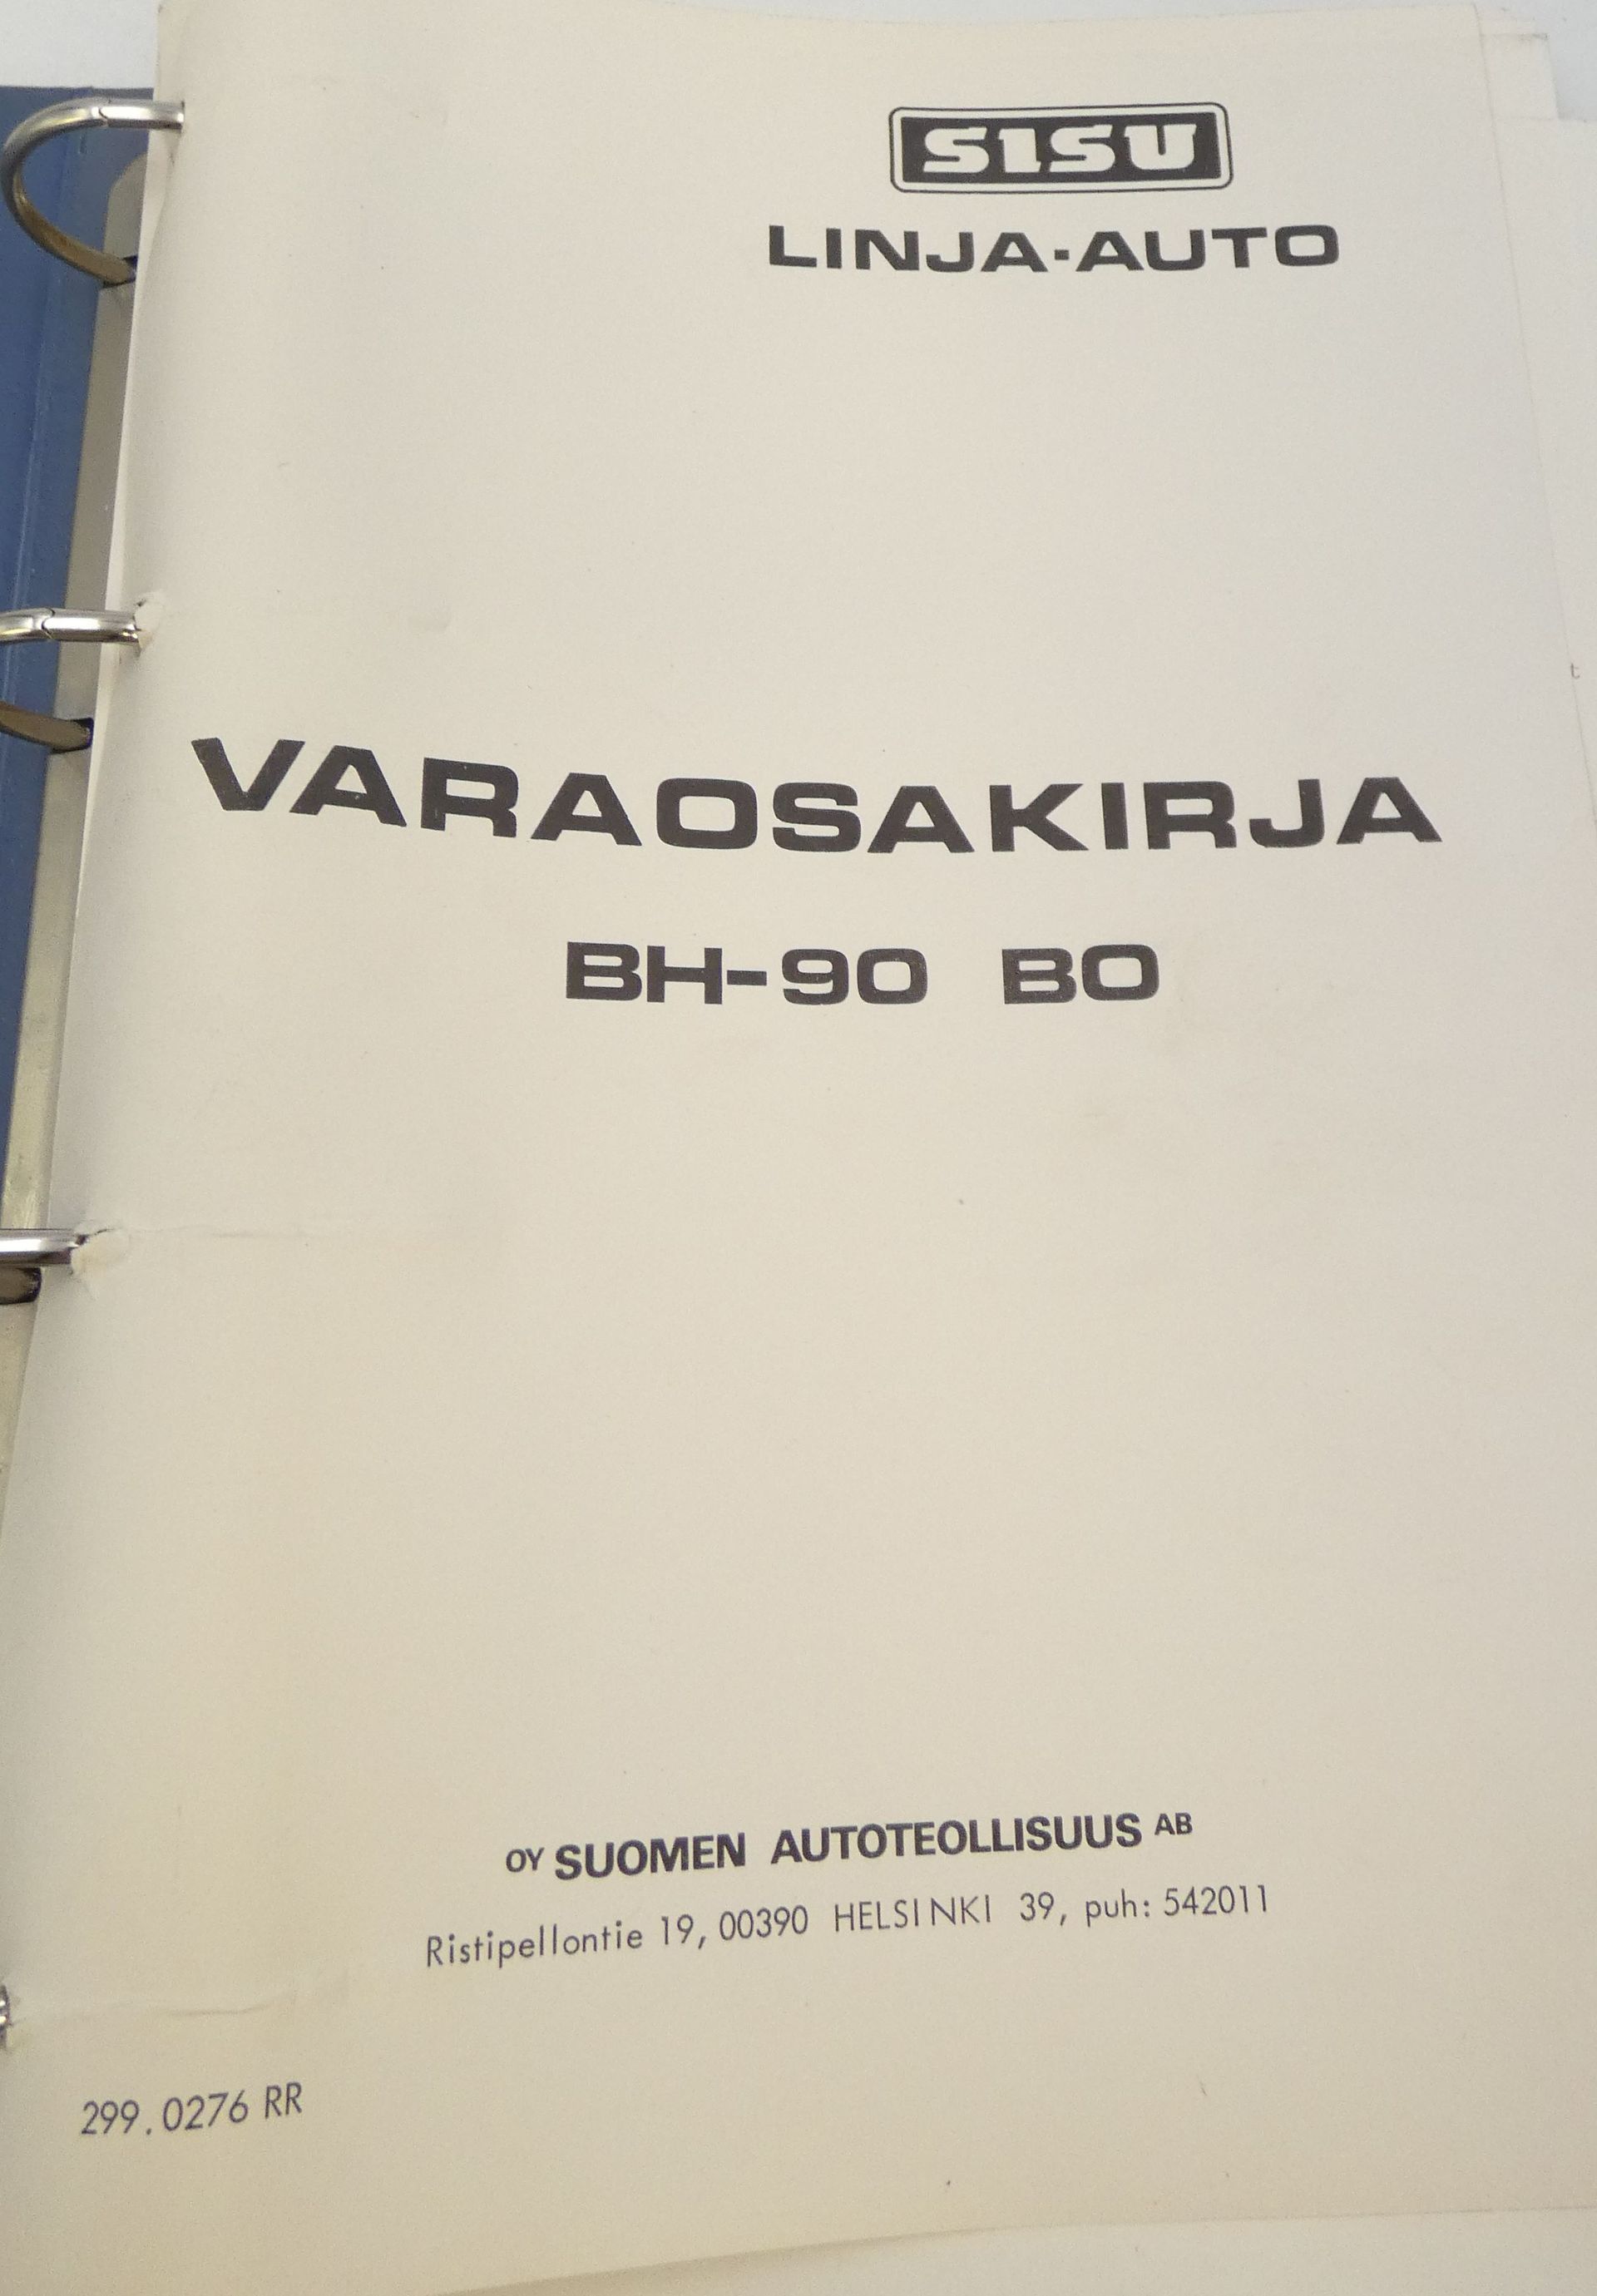 SISU
LINJA-AUTO
VARAOSAKIRJA
BH-90 BO
OY SUOMEN AUTOTEOLLISUUS AB
Ristipellontie 19, 00390 HELSINKI 39, puh: 542011
299.0276 RR
t